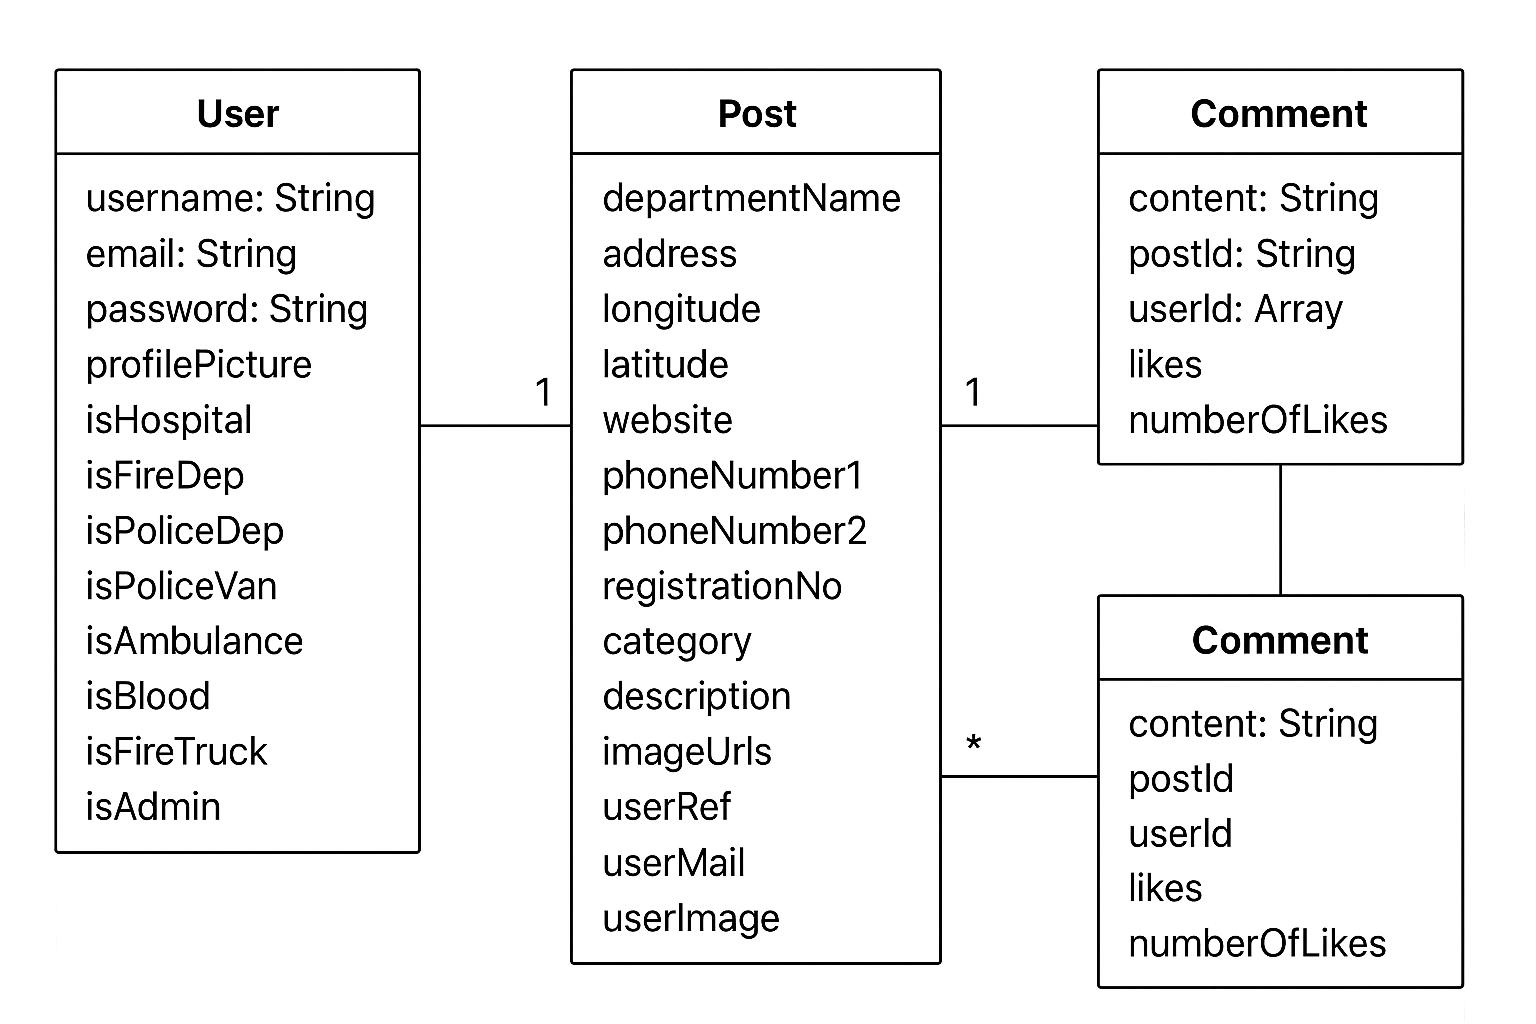 User
username: String
email: String
password: String
profilePicture
isHospital
isFireDep
isPoliceDep
isPoliceVan
isAmbulance
isBlood
isFireTruck
isAdmin
1
Post
departmentName
address
longitude
latitude
website
phoneNumber1
phoneNumber2
registrationNo
category
description
imageUrls
userRef
userMail
userImage
1
*
Comment
content: String
postId: String
userId: Array
likes
numberOfLikes
Comment
content: String
postId
userId
likes
numberOfLikes